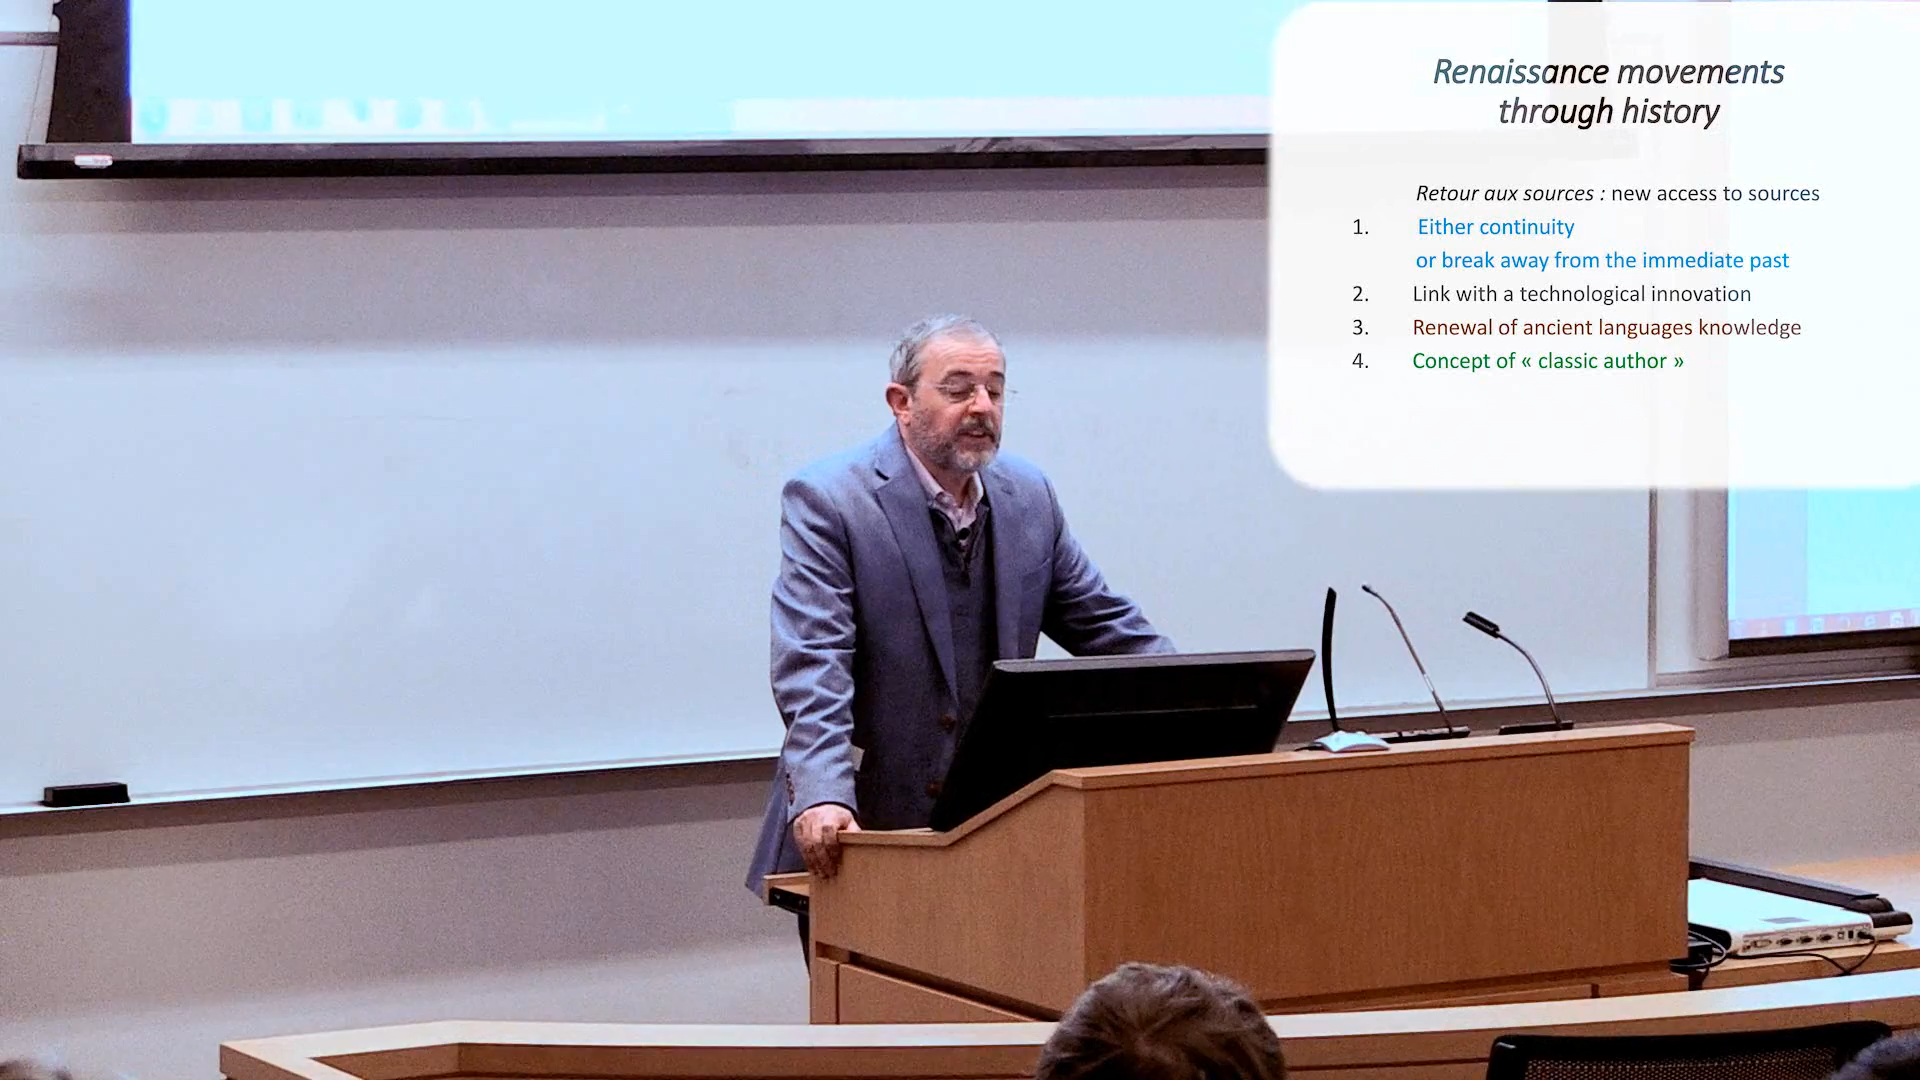 Renaissance movements
through history
Retour aux sources : new access to sources
1. Either continuity
or break away from the immediate past
2. Link with a technological innovation
3. Renewal of ancient languages knowledge
4. Concept of « classic author »